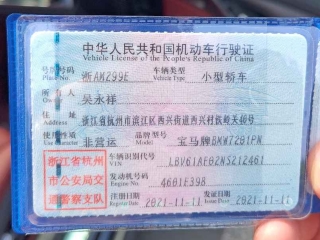 中华人民共和国机动车行驶证
Vehicle License of the People's Republic of China
号牌号码 浙AM299E 车辆类型 小型轿车
Plate No. Vehicle Type
所有人 吴永祥
Owner
住址 浙江省杭州市滨江区西兴街道西兴村铁岭关40号
Address
使用性质 非营运 品牌型号 宝马牌BMW7201PN
Use Character Model
浙江省杭州
市公安局交
通警察支队
车辆识别代号 LBV61AF02NS212461
VIN
发动机号码 4601E398
Engine No.
注册日期 2021-11-11 发证日期 2021-11-11
Register Date Issue Date